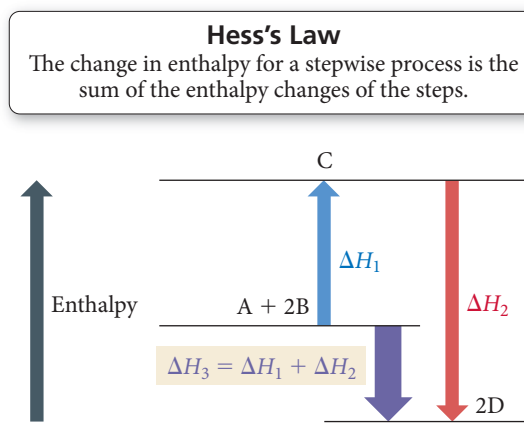 Hess's Law
The change in enthalpy for a stepwise process is the
sum of the enthalpy changes of the steps.
C
ΔH₁
Enthalpy
A + 2B
ΔH₂
ΔH₃ = ΔH₁ + ΔH₂
2D